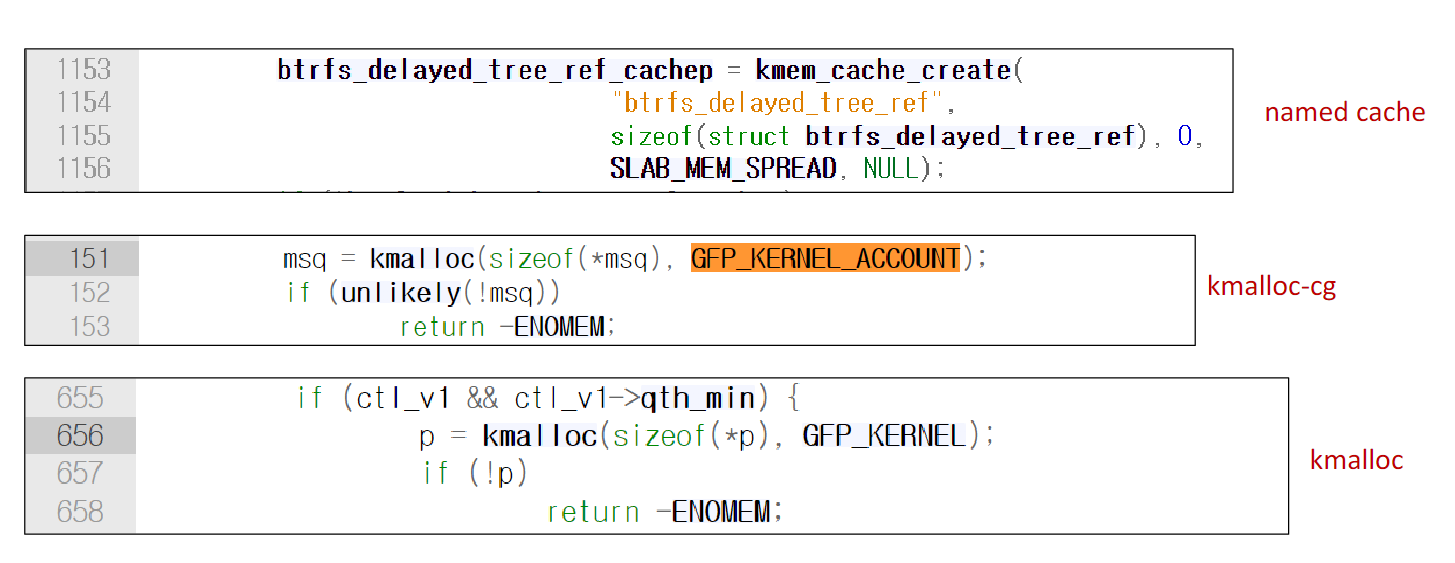 1153 btrfs_delayed_tree_ref_cachep = kmem_cache_create(
1154 "btrfs_delayed_tree_ref",
1155 sizeof(struct btrfs_delayed_tree_ref), 0,
1156 SLAB_MEM_SPREAD, NULL);
named cache
151 msq = kmalloc(sizeof(*msq), GFP_KERNEL_ACCOUNT);
152 if (unlikely(!msq))
153 return -ENOMEM;
kmalloc-cg
655 if (ctl_v1 && ctl_v1->qth_min) {
656 p = kmalloc(sizeof(*p), GFP_KERNEL);
657 if (!p)
658 return -ENOMEM;
kmalloc